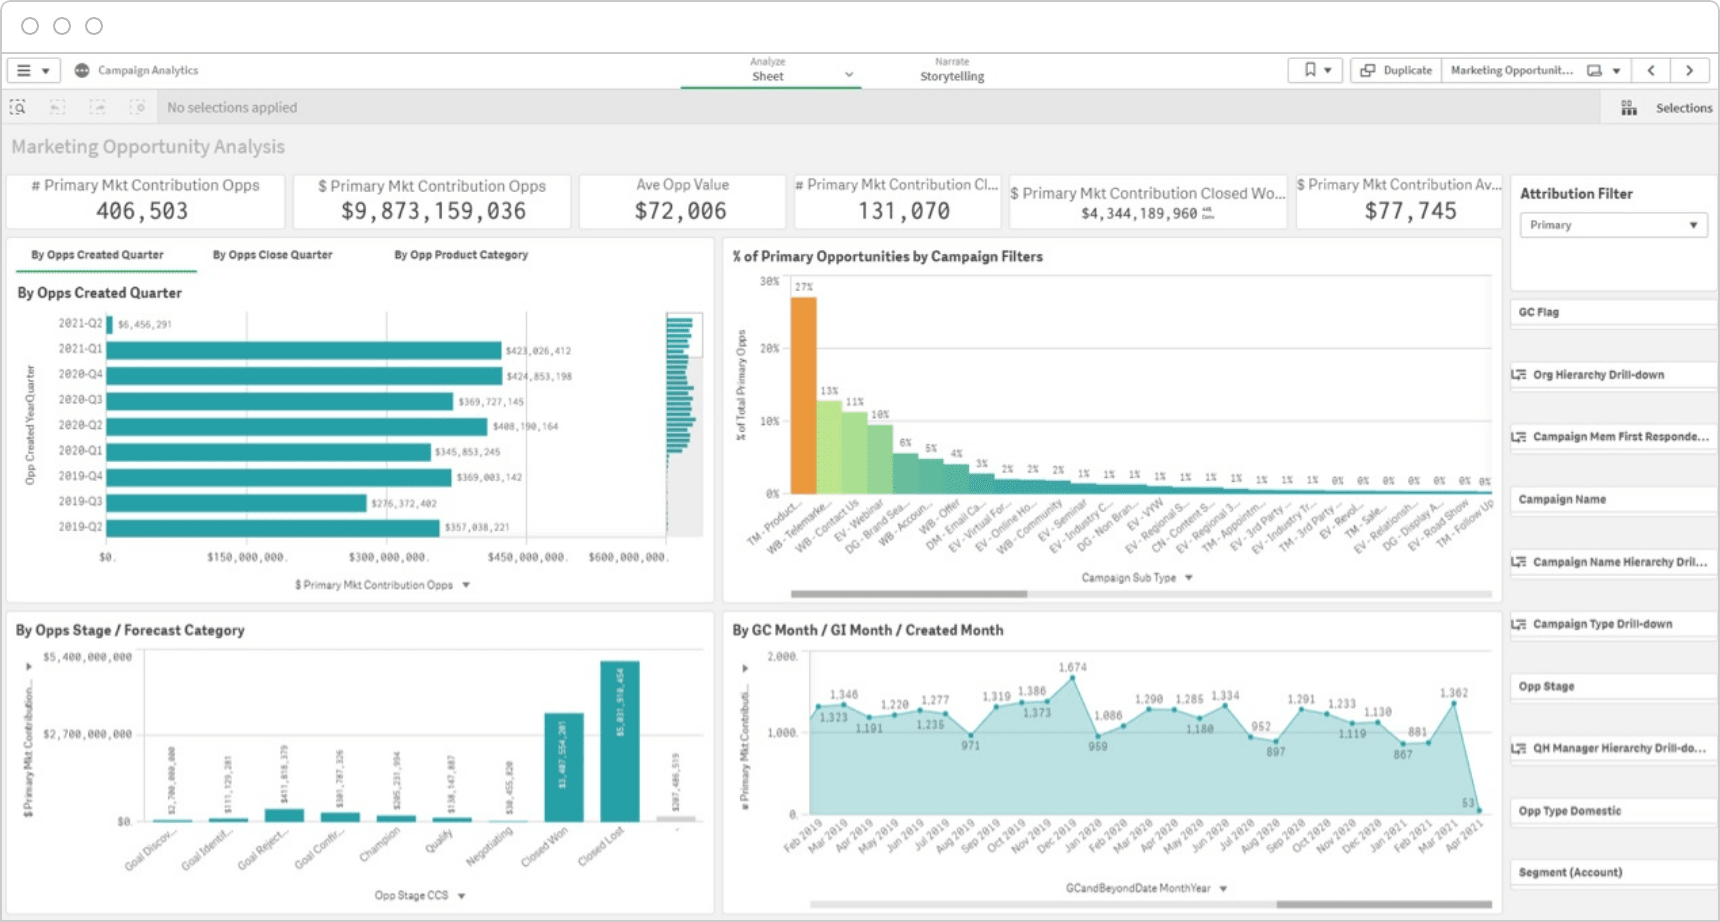 Campaign Analytics
Analyze
Sheet
Narrate
Storytelling
Duplicate
Marketing Opportunit...
No selections applied
Selections
Marketing Opportunity Analysis
# Primary Mkt Contribution Opps
406,503
$ Primary Mkt Contribution Opps
$9,873,159,036
Ave Opp Value
$72,006
# Primary Mkt Contribution Cl...
131,070
$ Primary Mkt Contribution Closed Wo...
$4,344,189,960
$ Primary Mkt Contribution Av...
$77,745
Attribution Filter
Primary
By Opps Created Quarter
By Opps Close Quarter
By Opp Product Category
By Opps Created Quarter
Opp Created YearQuarter
2021-Q2
$6,456,291
2021-Q1
$423,026,412
2020-Q4
$424,853,198
2020-Q3
$369,727,145
2020-Q2
$408,190,164
2020-Q1
$345,853,245
2019-Q4
$369,003,142
2019-Q3
$276,372,402
2019-Q2
$357,038,221
$0.
$150,000,000.
$300,000,000.
$450,000,000.
$600,000,000.
$ Primary Mkt Contribution Opps
% of Primary Opportunities by Campaign Filters
% of Total Primary Opps
30%
20%
10%
0%
27%
13%
11%
10%
6%
5%
4%
3%
2%
2%
2%
1%
1%
1%
1%
1%
1%
1%
1%
1%
1%
0%
0%
0%
0%
0%
0%
TM - Product...
WB - Telemarke...
WB - Contact Us
EV - Webinar
DG - Brand Sea...
WB - Accoun...
WB - Offer
DM - Email Ca...
EV - Virtual For...
EV - Online Ho...
WB - Community
EV - Seminar
EV - Industry C...
DG - Non Bran...
EV - VYW
EV - Regional S...
CN - Content S...
EV - Regional 3...
TM - Appointm...
EV - 3rd Party ...
EV - Industry Tr...
TM - 3rd Party ...
EV - Repl...
TM - Sale...
EV - Relationsh...
DG - Display A...
EV - Road Show
TM - Follow Up
Campaign Sub Type
By Opps Stage / Forecast Category
$ Primary Mkt Contribution...
$5,400,000,000
$2,700,000,000
$0.
$2,700,000,000
$111,129,281
$411,818,379
$301,787,326
$205,231,994
$138,147,887
$30,455,820
$3,407,554,201
$5,031,910,454
$207,486,519
Goal Discov...
Goal Identif...
Goal Reject...
Goal Confir...
Champion
Qualify
Negotiating
Closed Won
Closed Lost
-
Opp Stage CCS
By GC Month / GI Month / Created Month
# Primary Mkt Contributi...
2,000.
1,000.
0.
1,323
1,346
1,191
1,220
1,277
1,235
971
1,319
1,386
1,373
1,674
959
1,086
1,290
1,285
1,180
1,334
952
897
1,291
1,233
1,119
1,130
867
881
1,362
53
Feb 2019
Mar 2019
Apr 2019
May 2019
Jun 2019
Jul 2019
Aug 2019
Sep 2019
Oct 2019
Nov 2019
Dec 2019
Jan 2020
Feb 2020
Mar 2020
Apr 2020
May 2020
Jun 2020
Jul 2020
Aug 2020
Sep 2020
Oct 2020
Nov 2020
Dec 2020
Jan 2021
Feb 2021
Mar 2021
Apr 2021
GCandBeyondDate MonthYear
GC Flag
Org Hierarchy Drill-down
Campaign Mem First Responde...
Campaign Name
Campaign Name Hierarchy Dril...
Campaign Type Drill-down
Opp Stage
QH Manager Hierarchy Drill-do...
Opp Type Domestic
Segment (Account)